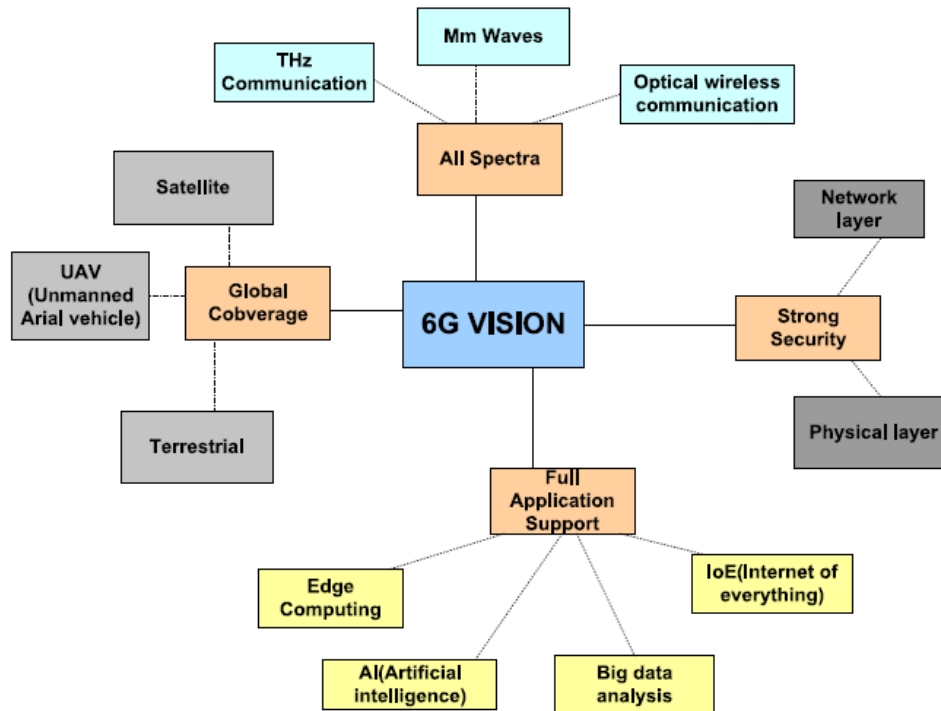 Mm Waves
THz
Communication
Optical wireless
communication
All Spectra
Satellite
Network
layer
UAV
(Unmanned
Arial vehicle)
Global
Cobverage
6G VISION
Strong
Security
Terrestrial
Physical layer
Full
Application
Support
Edge
Computing
IoE(Internet of
everything)
AI(Artificial
intelligence)
Big data
analysis